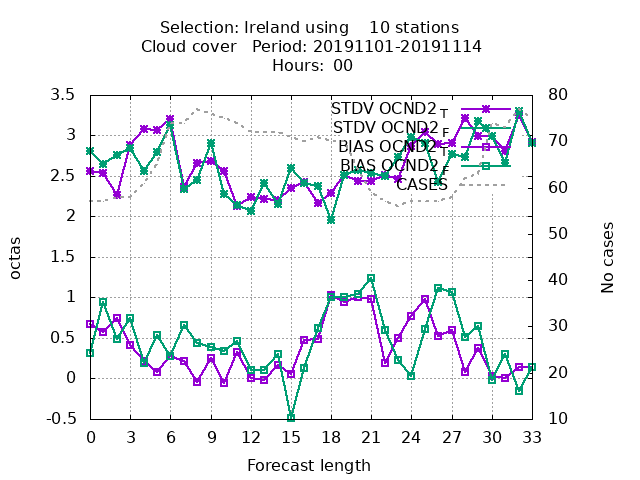 Selection: Ireland using 10 stations
Cloud cover Period: 20191101-20191114
Hours: 00
STDV OCND2 T
STDV OCND2 F
BIAS OCND2 T
BIAS OCND2 F
CASES
3.5
3
2.5
2
1.5
1
0.5
0
-0.5
80
70
60
50
40
30
20
10
octas
No cases
0 3 6 9 12 15 18 21 24 27 30 33
Forecast length